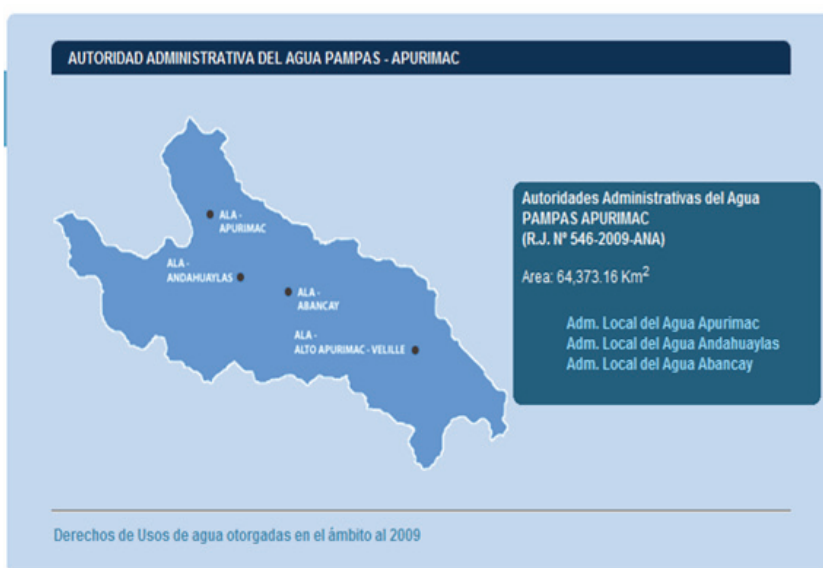 AUTORIDAD ADMINISTRATIVA DEL AGUA PAMPAS - APURIMAC
ALA -
APURIMAC
ALA -
ANDAHUAYLAS
ALA -
ABANCAY
ALA -
ALTO APURIMAC - VELILLE
Autoridades Administrativas del Agua
PAMPAS APURIMAC
(R.J. Nº 546-2009-ANA)
Area: 64,373.16 Km²
Adm. Local del Agua Apurimac
Adm. Local del Agua Andahuaylas
Adm. Local del Agua Abancay
Derechos de Usos de agua otorgadas en el ámbito al 2009